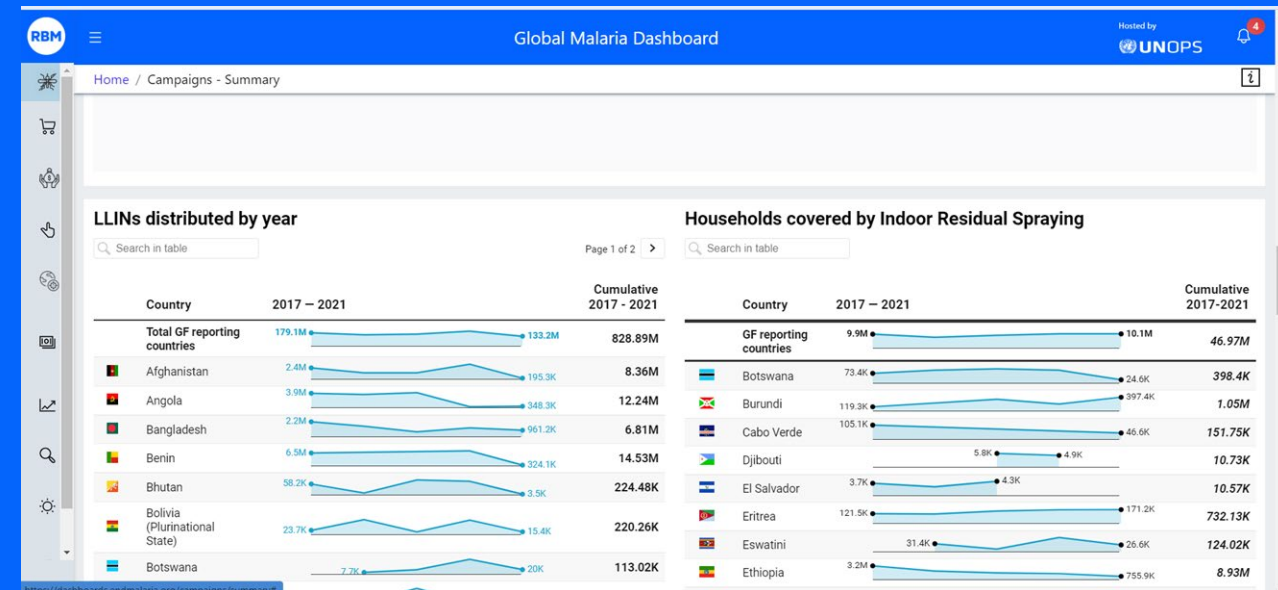 RBM
Global Malaria Dashboard
Hosted by
UNOPS
4
Home / Campaigns - Summary
i
LLINs distributed by year
Search in table
Page 1 of 2 >
Country 2017 — 2021 Cumulative
2017 - 2021
Total GF reporting
countries 179.1M 133.2M 828.89M
Afghanistan 2.4M 195.3K 8.36M
Angola 3.9M 348.3K 12.24M
Bangladesh 2.2M 961.2K 6.81M
Benin 6.5M 324.1K 14.53M
Bhutan 58.2K 3.5K 224.48K
Bolivia
(Plurinational
State) 23.7K 15.4K 220.26K
Botswana 7.7K 20K 113.02K
Households covered by Indoor Residual Spraying
Search in table
Country 2017 — 2021 Cumulative
2017-2021
GF reporting
countries 9.9M 10.1M 46.97M
Botswana 73.4K 24.6K 398.4K
Burundi 119.3K 397.4K 1.05M
Cabo Verde 105.1K 46.6K 151.75K
Djibouti 5.8K 4.9K 10.73K
El Salvador 3.7K 4.3K 10.57K
Eritrea 121.5K 171.2K 732.13K
Eswatini 31.4K 26.6K 124.02K
Ethiopia 3.2M 755.9K 8.93M